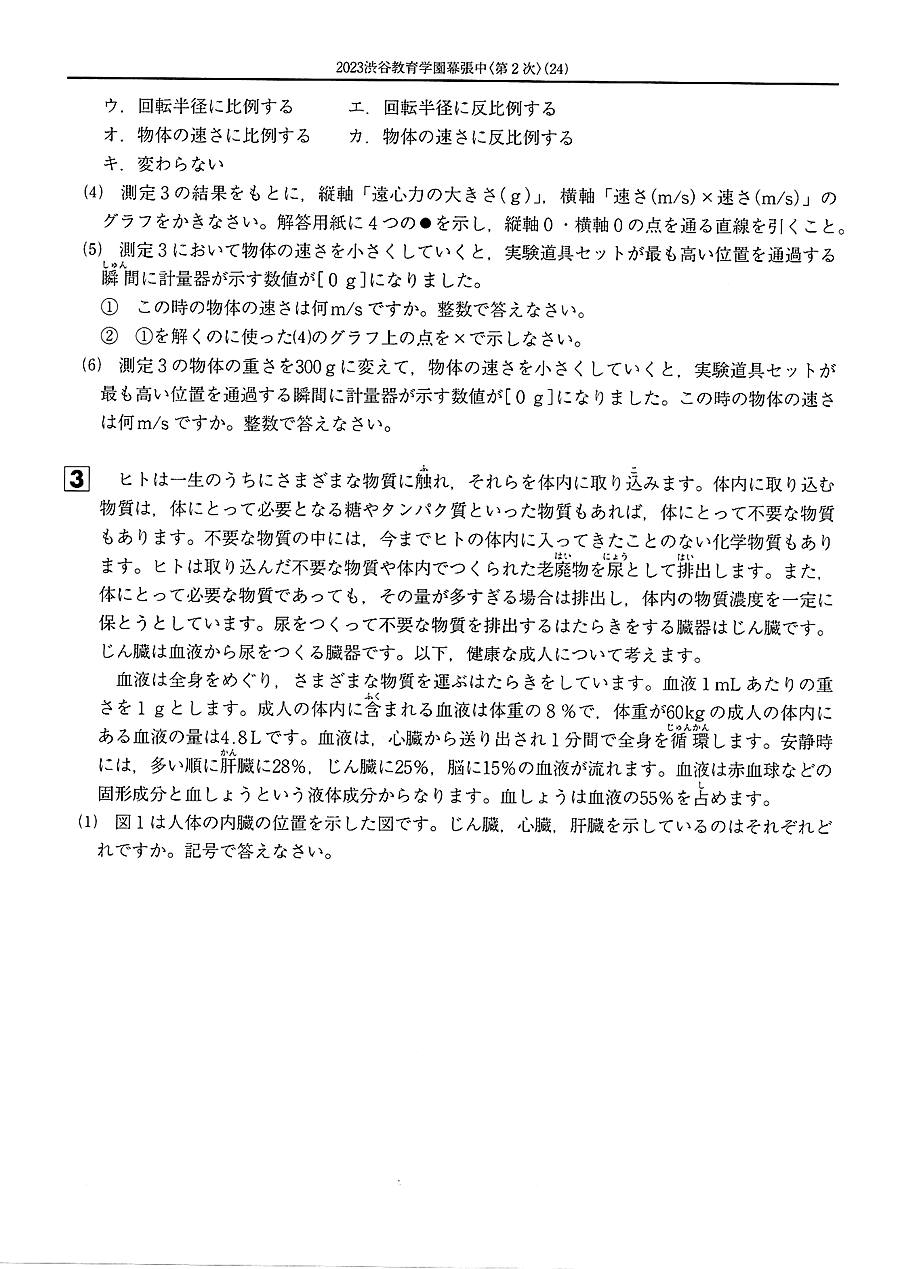 2023渋谷教育学園幕張中〈第2次〉(24)
ウ．回転半径に比例する　　エ．回転半径に反比例する
オ．物体の速さに比例する　　カ．物体の速さに反比例する
キ．変わらない
(4)　測定3の結果をもとに，縦軸「遠心力の大きさ(g)」，横軸「速さ(m/s)×速さ(m/s)」の
グラフをかきなさい。解答用紙に4つの●を示し，縦軸0・横軸0の点を通る直線を引くこと。
(5)　測定3において物体の速さを小さくしていくと，実験道具セットが最も高い位置を通過する
しゅん
瞬間に計量器が示す数値が[0g]になりました。
①　この時の物体の速さは何m/sですか。整数で答えなさい。
②　①を解くのに使った(4)のグラフ上の点を×で示しなさい。
(6)　測定3の物体の重さを300gに変えて，物体の速さを小さくしていくと，実験道具セットが
最も高い位置を通過する瞬間に計量器が示す数値が[0g]になりました。この時の物体の速さ
は何m/sですか。整数で答えなさい。
ふ　こ
3　ヒトは一生のうちにさまざまな物質に触れ，それらを体内に取り込みます。体内に取り込む
物質は，体にとって必要となる糖やタンパク質といった物質もあれば，体にとって不要な物質
もあります。不要な物質の中には，今までヒトの体内に入ってきたことのない化学物質もあり
はい　にょう　はい
ます。ヒトは取り込んだ不要な物質や体内でつくられた老廃物を尿として排出します。また，
体にとって必要な物質であっても，その量が多すぎる場合は排出し，体内の物質濃度を一定に
保とうとしています。尿をつくって不要な物質を排出するはたらきをする臓器はじん臓です。
じん臓は血液から尿をつくる臓器です。以下，健康な成人について考えます。
血液は全身をめぐり，さまざまな物質を運ぶはたらきをしています。血液1mLあたりの重
ふく
さを1gとします。成人の体内に含まれる血液は体重の8％で，体重が60kgの成人の体内に
じゅんかん
ある血液の量は4.8Lです。血液は，心臓から送り出され1分間で全身を循環します。安静時
かん
には，多い順に肝臓に28％，じん臓に25％，脳に15％の血液が流れます。血液は赤血球などの
し
固形成分と血しょうという液体成分からなります。血しょうは血液の55％を占めます。
(1)　図1は人体の内臓の位置を示した図です。じん臓，心臓，肝臓を示しているのはそれぞれど
れですか。記号で答えなさい。